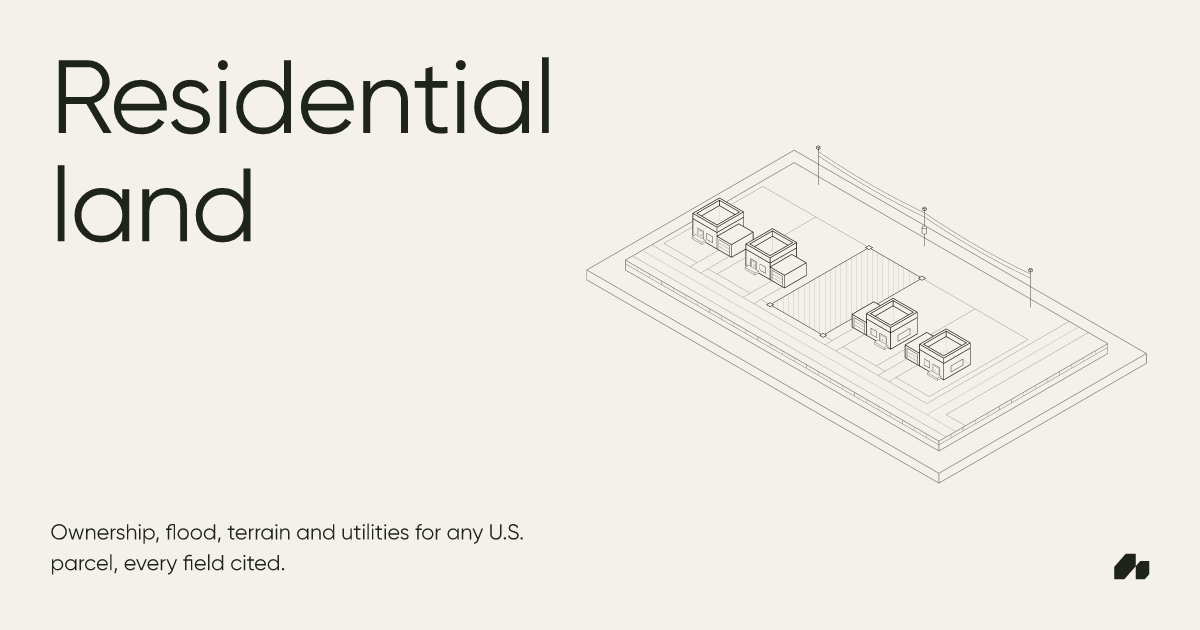 Residential
land
Ownership, flood, terrain and utilities for any U.S.
parcel, every field cited.